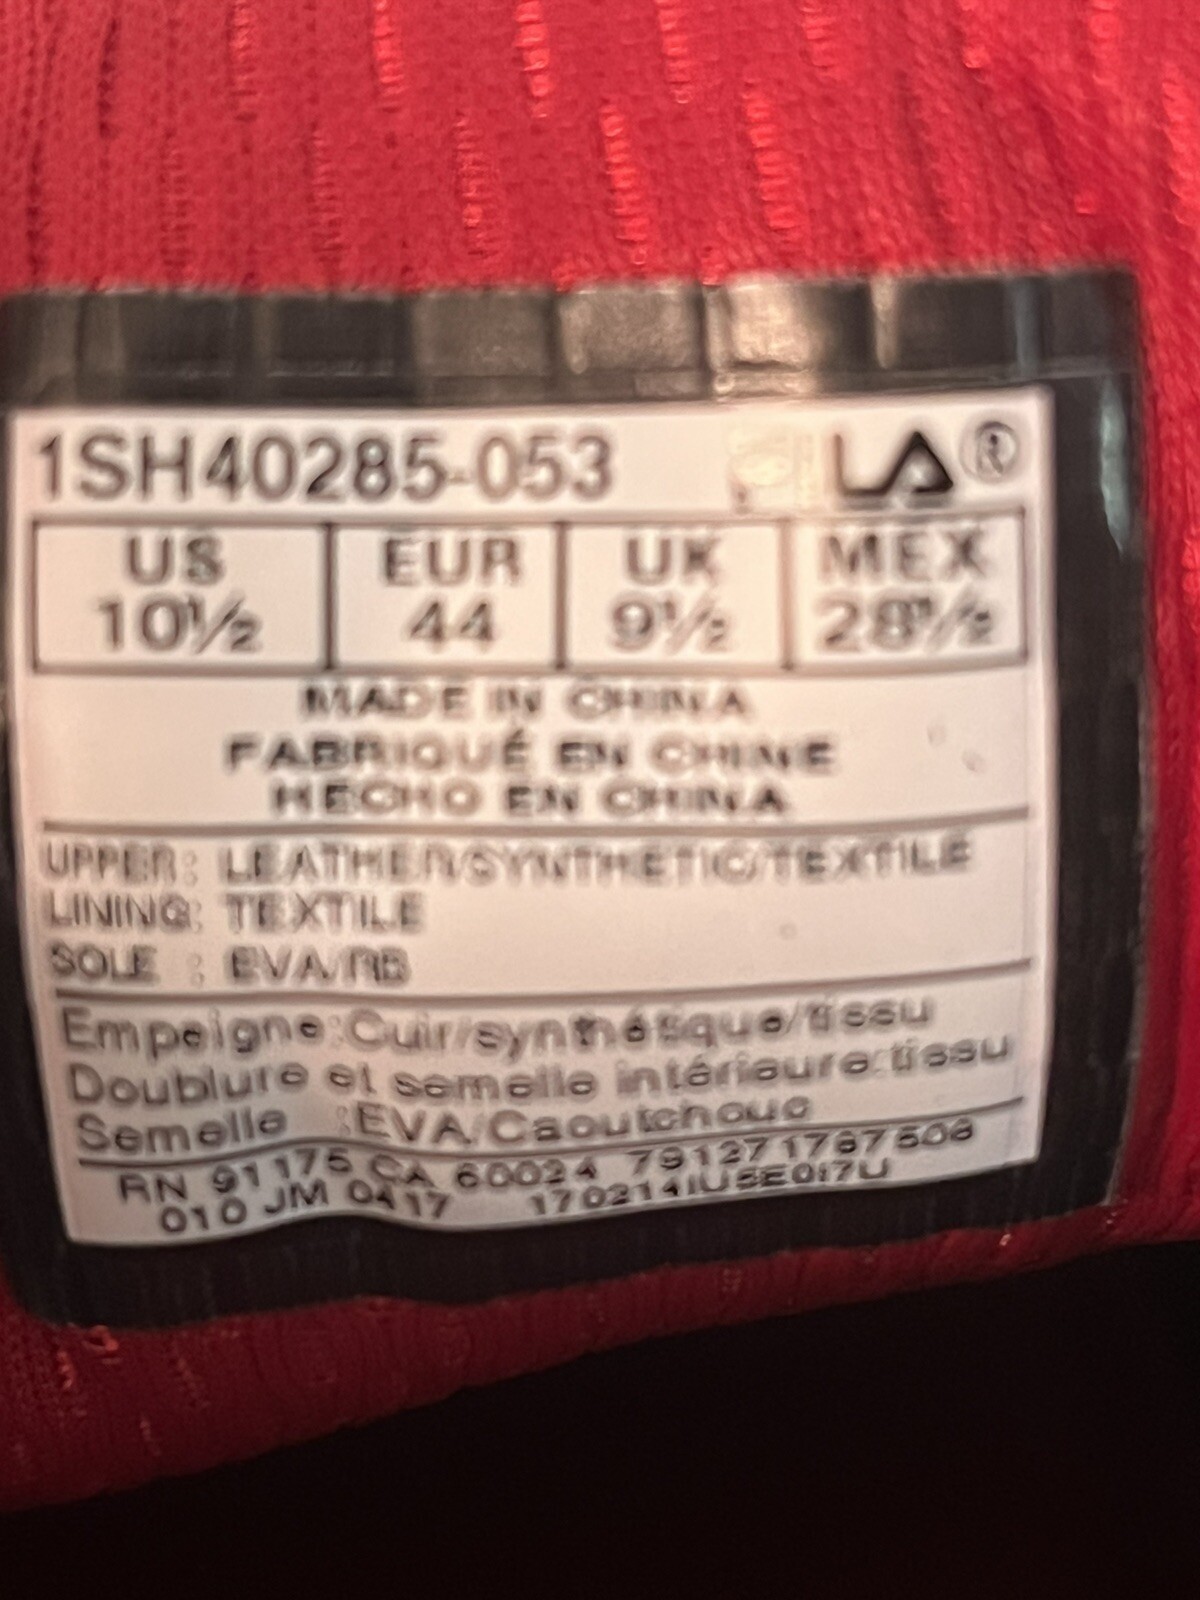 1SH40285-053 LA®
US EUR UK MEX
10½ 44 9½ 28½
MADE IN CHINA
FABRIQUÉ EN CHINE
HECHO EN CHINA
UPPER: LEATHER/SYNTHETIC/TEXTILE
LINING: TEXTILE
SOLE : EVA/RB
Empeigne:Cuir/synthétique/tissu
Doublure et semelle intérieure:tissu
Semelle :EVA/Caoutchouc
RN 91175 CA 60024 791271787508
010 JM 0417